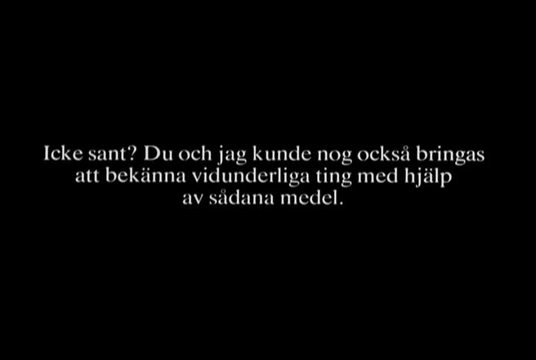 Icke sant? Du och jag kunde nog också bringas
att bekänna vidunderliga ting med hjälp
av sådana medel.